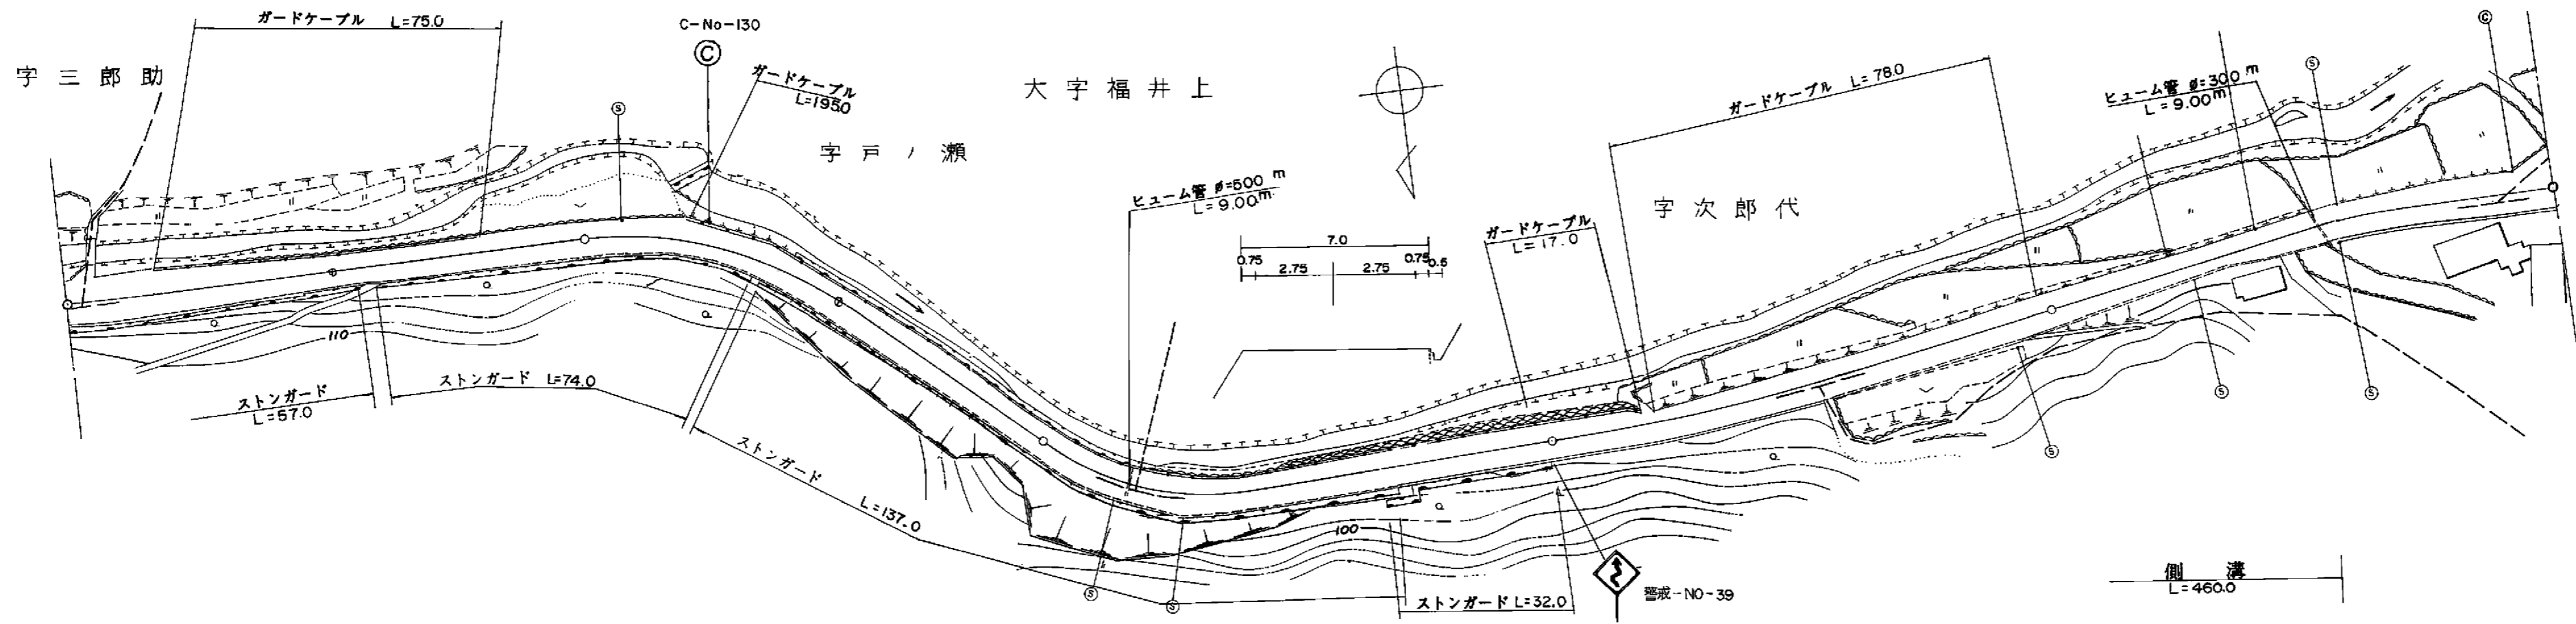 ガードケーブル L=75.0
C-No-130
Ⓒ
Ⓒ
字三郎助
ガードケーブル
L=195.0
大字福井上
ガードケーブル L=78.0
ヒューム管 ø=300 m
L=9.00m
Ⓢ
Ⓢ
字戸ノ瀬
ヒューム管 ø=500 m
L=9.00m
字次郎代
ガードケーブル
L=17.0
7.0
0.75
2.75
2.75
0.75
0.5
110
ストンガード
L=57.0
ストンガード L=74.0
ストンガード
L=137.0
100
Ⓢ
Ⓢ
Ⓢ
Ⓢ
Ⓢ
ストンガード L=32.0
警戒-NO-39
側溝
L=460.0